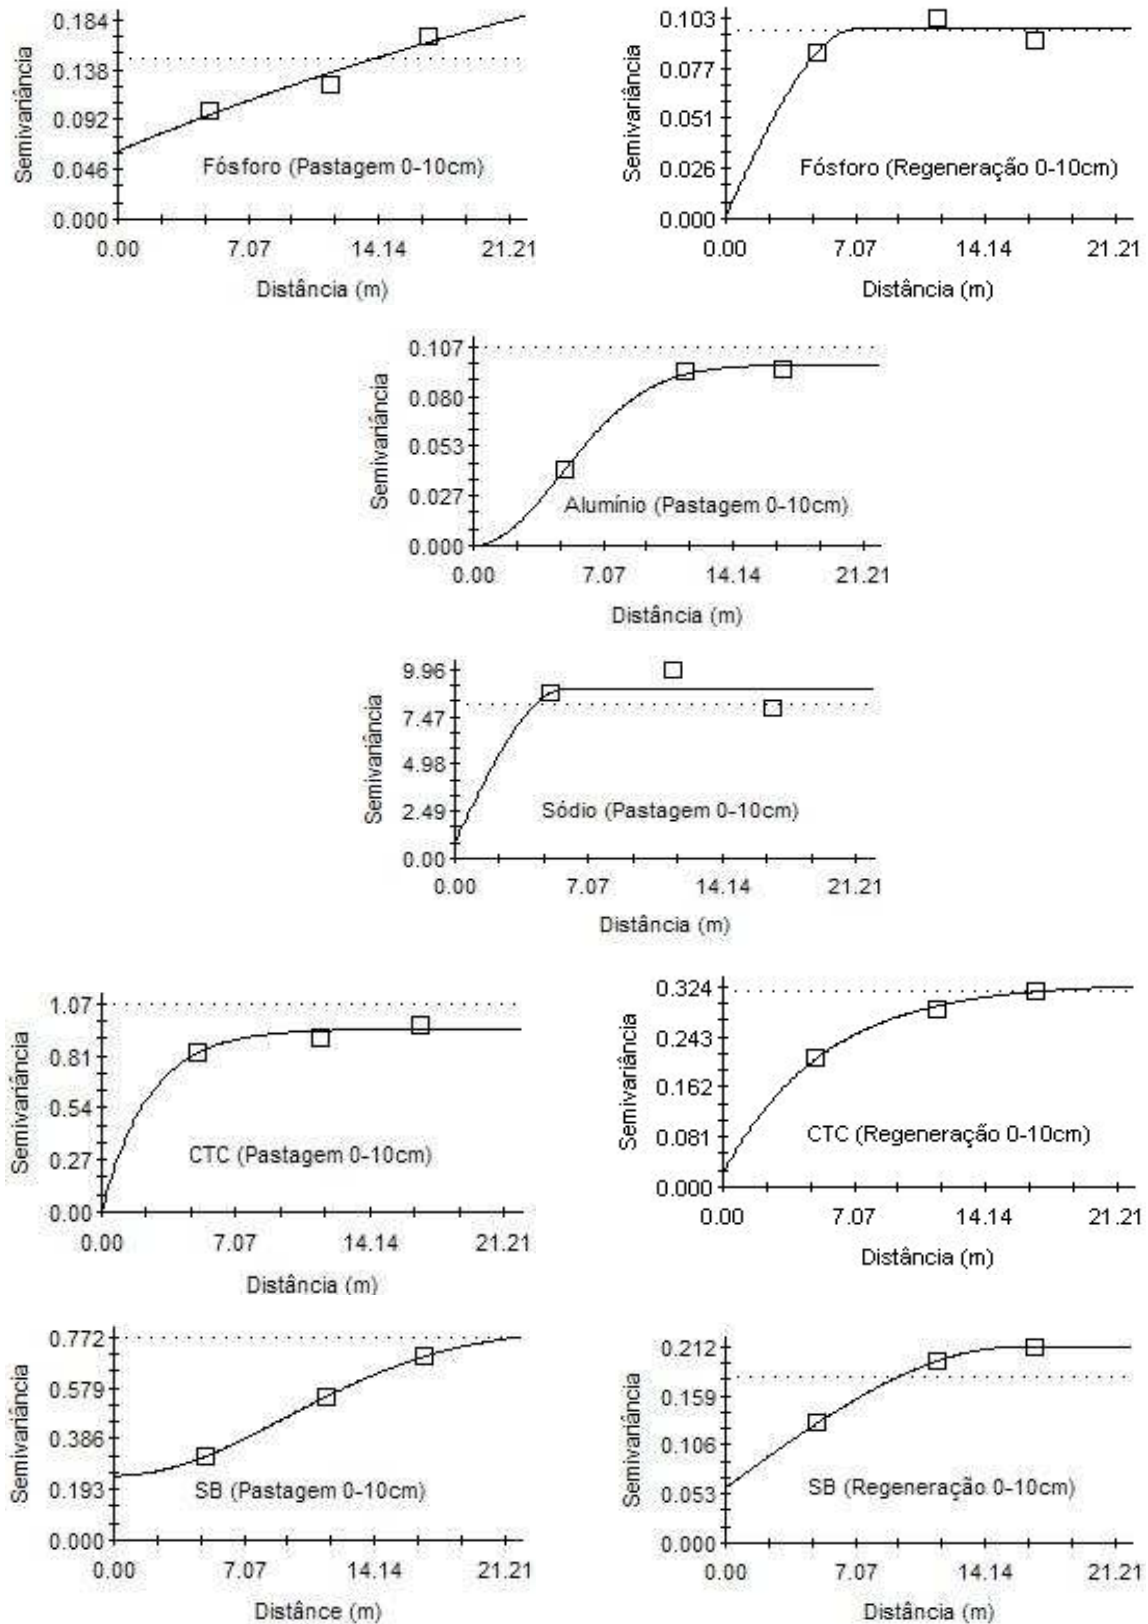 Semivariância
0.184
0.138
0.092
0.046
0.000
Fósforo (Pastagem 0-10cm)
0.00 7.07 14.14 21.21
Distância (m)
Semivariância
0.103
0.077
0.051
0.026
0.000
Fósforo (Regeneração 0-10cm)
0.00 7.07 14.14 21.21
Distância (m)
Semivariância
0.107
0.080
0.053
0.027
0.000
Alumínio (Pastagem 0-10cm)
0.00 7.07 14.14 21.21
Distância (m)
Semivariância
9.96
7.47
4.98
2.49
0.00
Sódio (Pastagem 0-10cm)
0.00 7.07 14.14 21.21
Distância (m)
Semivariância
1.07
0.81
0.54
0.27
0.00
CTC (Pastagem 0-10cm)
0.00 7.07 14.14 21.21
Distância (m)
Semivariância
0.324
0.243
0.162
0.081
0.000
CTC (Regeneração 0-10cm)
0.00 7.07 14.14 21.21
Distância (m)
Semivariância
0.772
0.579
0.386
0.193
0.000
SB (Pastagem 0-10cm)
0.00 7.07 14.14 21.21
Distânce (m)
Semivariância
0.212
0.159
0.106
0.053
0.000
SB (Regeneração 0-10cm)
0.00 7.07 14.14 21.21
Distância (m)